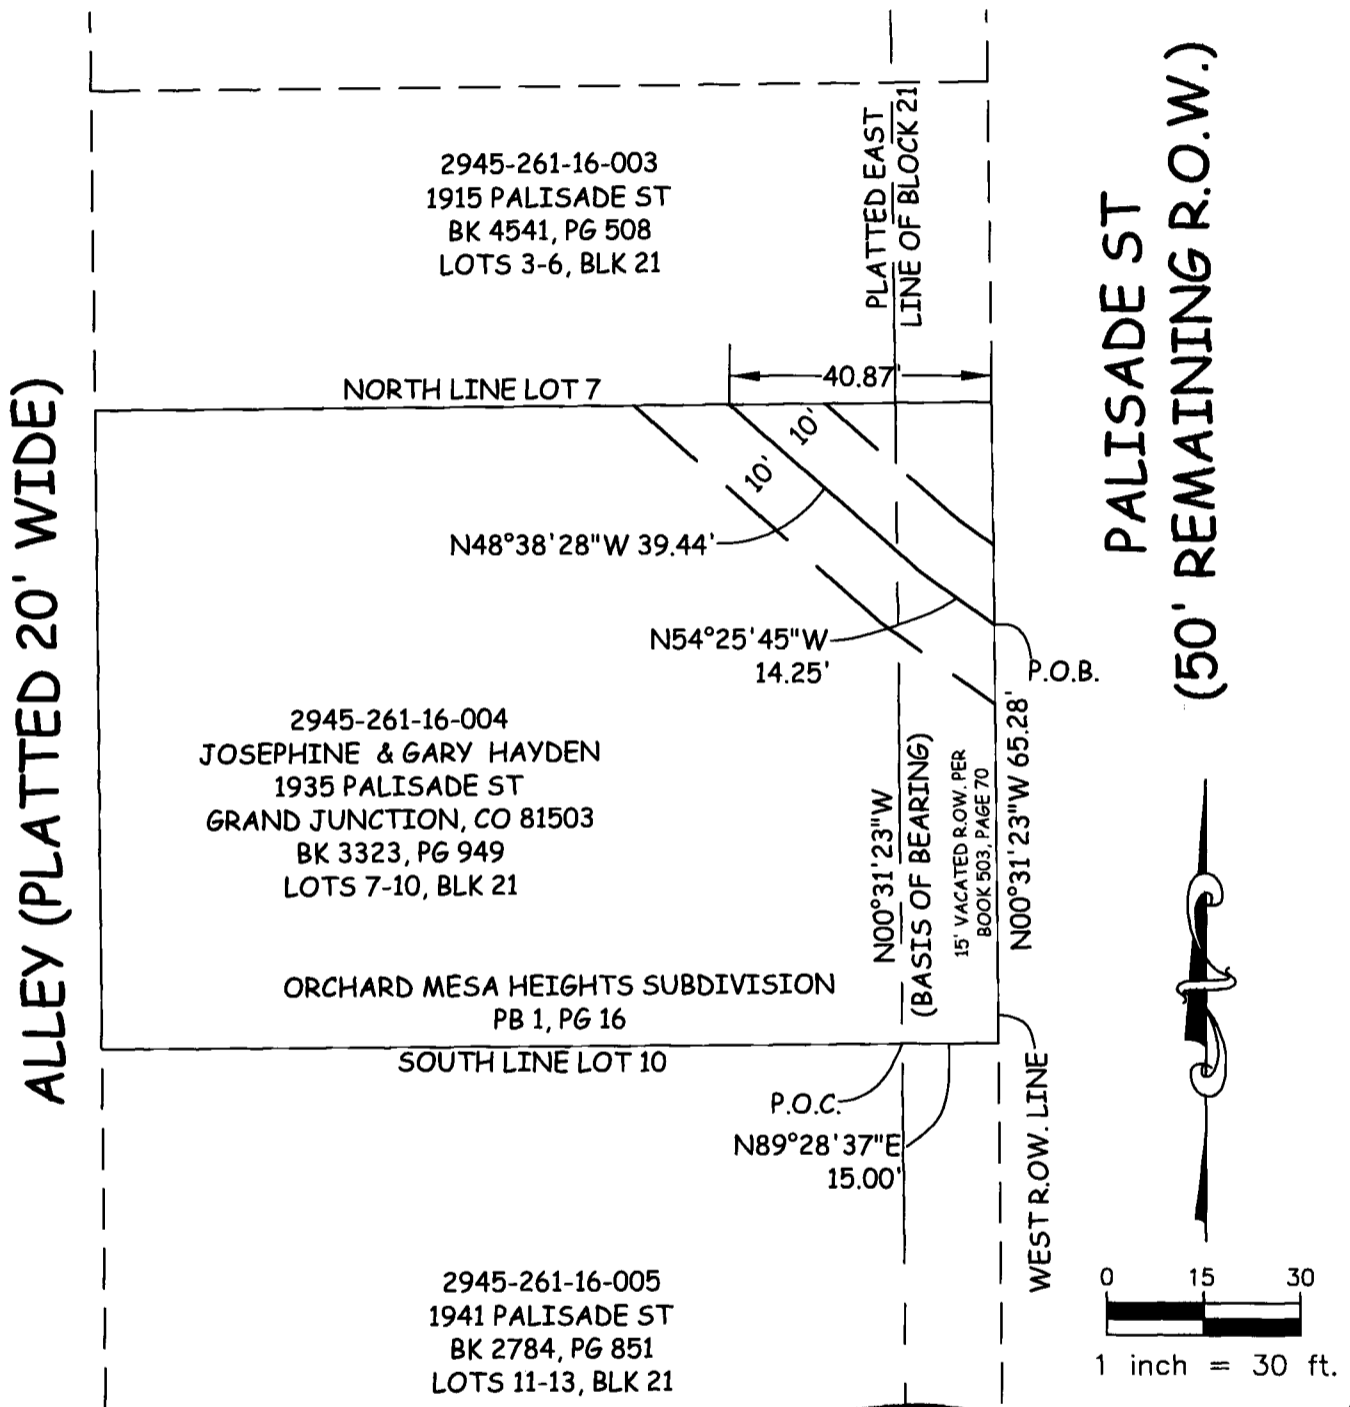 PLATTED EAST
LINE OF BLOCK 21
2945-261-16-003
1915 PALISADE ST
BK 4541, PG 508
LOTS 3-6, BLK 21
PALISADE ST
(50' REMAINING R.O.W.)
ALLEY (PLATTED 20' WIDE)
NORTH LINE LOT 7
40.87'
10'
10'
N48°38'28"W 39.44'
N54°25'45"W
14.25'
P.O.B.
2945-261-16-004
JOSEPHINE & GARY HAYDEN
1935 PALISADE ST
GRAND JUNCTION, CO 81503
BK 3323, PG 949
LOTS 7-10, BLK 21
N00°31'23"W
(BASIS OF BEARING)
15' VACATED R.O.W. PER
BOOK 503, PAGE 70
N00°31'23"W 65.28'
ORCHARD MESA HEIGHTS SUBDIVISION
PB 1, PG 16
SOUTH LINE LOT 10
P.O.C.
N89°28'37"E
15.00'
WEST R.O.W. LINE
2945-261-16-005
1941 PALISADE ST
BK 2784, PG 851
LOTS 11-13, BLK 21
0 15 30
1 inch = 30 ft.